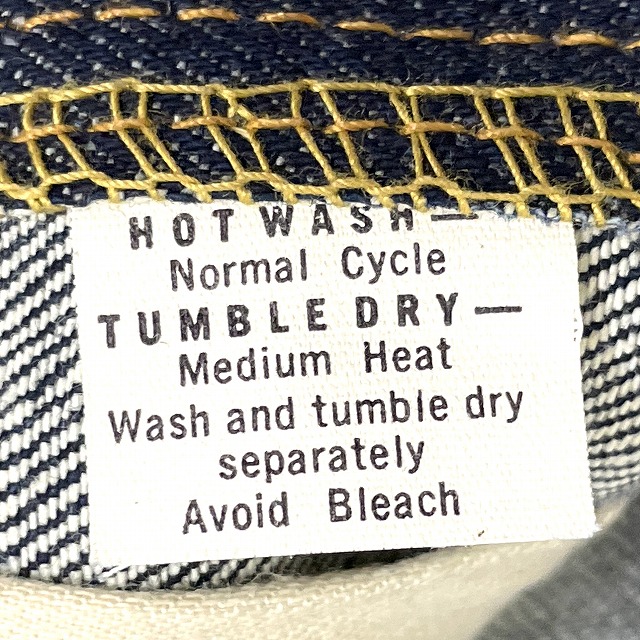 HOT WASH—
Normal Cycle
TUMBLE DRY—
Medium Heat
Wash and tumble dry
separately
Avoid Bleach